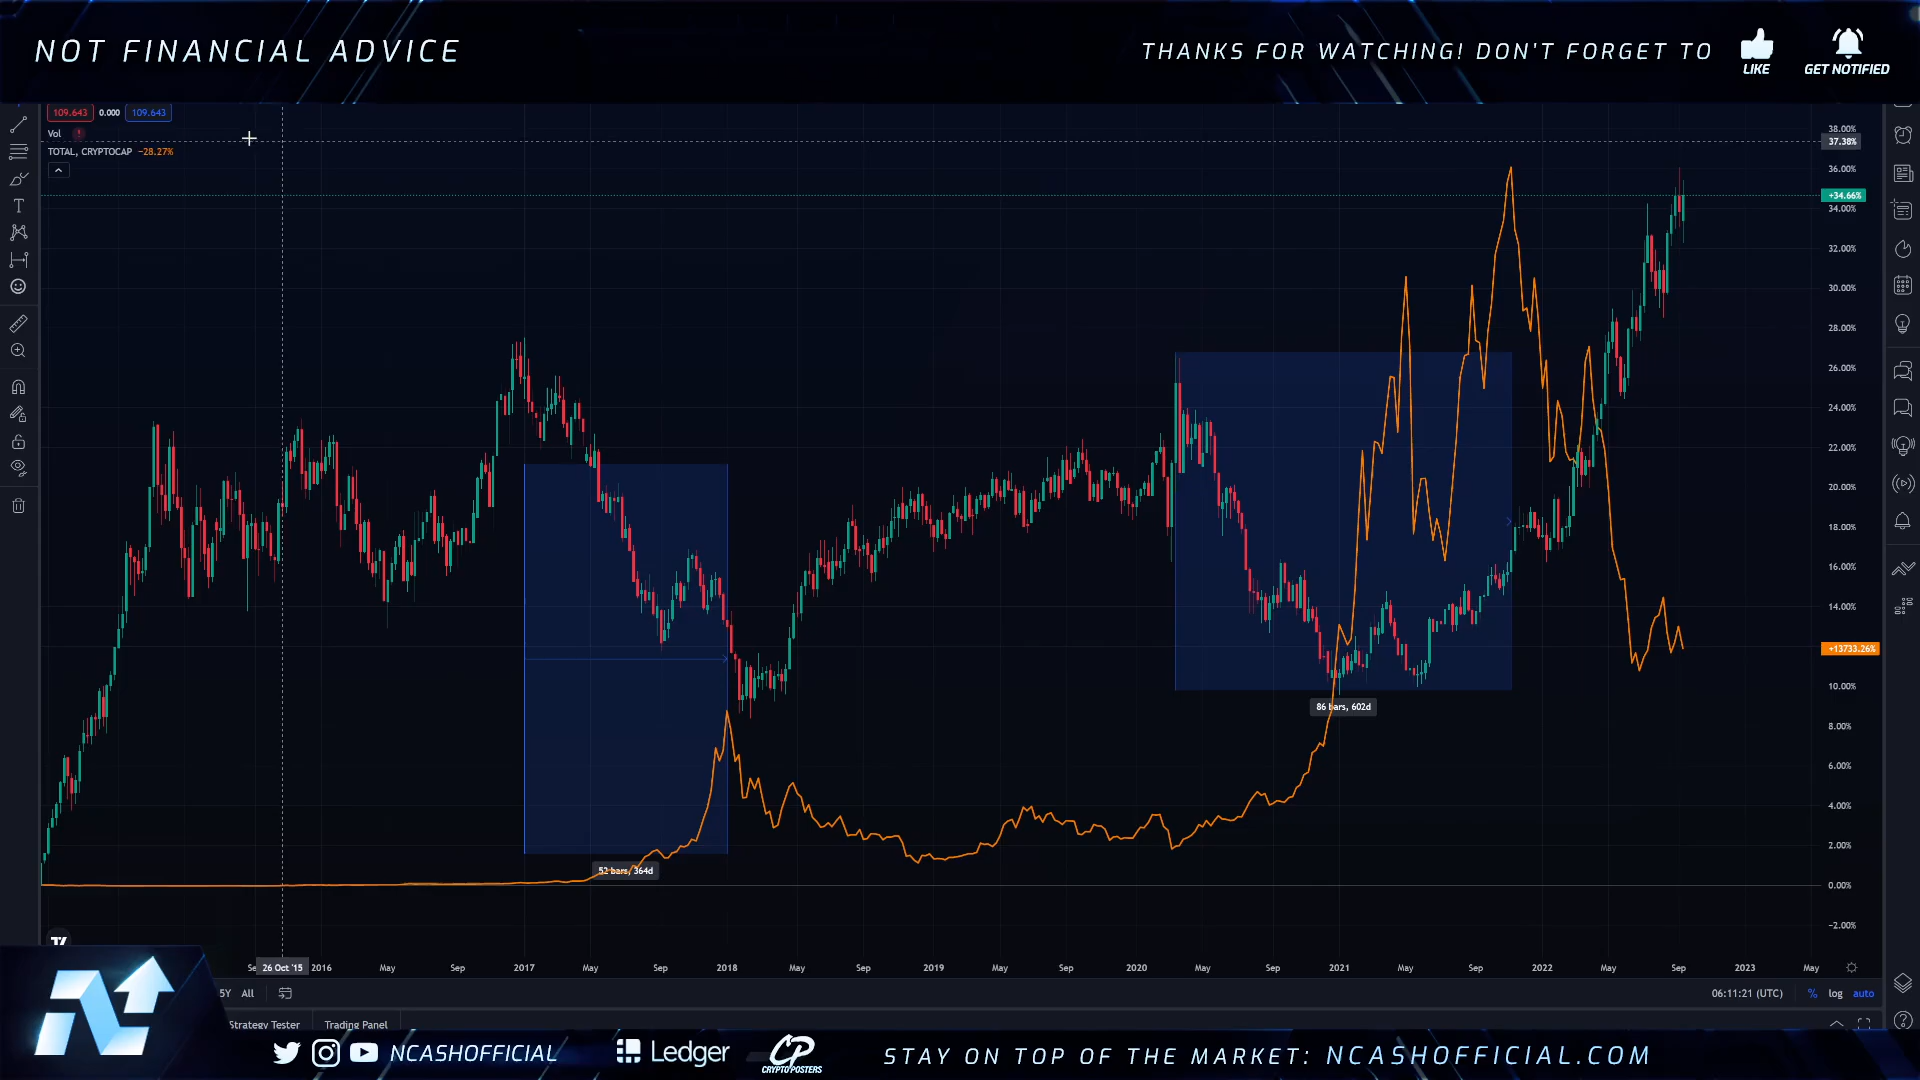 NOT FINANCIAL ADVICE
THANKS FOR WATCHING! DON'T FORGET TO
LIKE
GET NOTIFIED
109.643 0.000 109.643
Vol
TOTAL, CRYPTOCAP −28.27%
38.00%
37.38%
36.00%
+34.66%
34.00%
32.00%
30.00%
28.00%
26.00%
24.00%
22.00%
20.00%
18.00%
16.00%
14.00%
+13733.26%
10.00%
8.00%
6.00%
4.00%
2.00%
0.00%
−2.00%
86 bars, 602d
52 bars, 364d
26 Oct '15 2016 May Sep 2017 May Sep 2018 May Sep 2019 May Sep 2020 May Sep 2021 May Sep 2022 May Sep 2023 May
5Y All
06:11:21 (UTC) % log auto
Strategy Tester Trading Panel
NCASHOFFICIAL
Ledger
CP
CRYPTO POSTERS
STAY ON TOP OF THE MARKET: NCASHOFFICIAL.COM